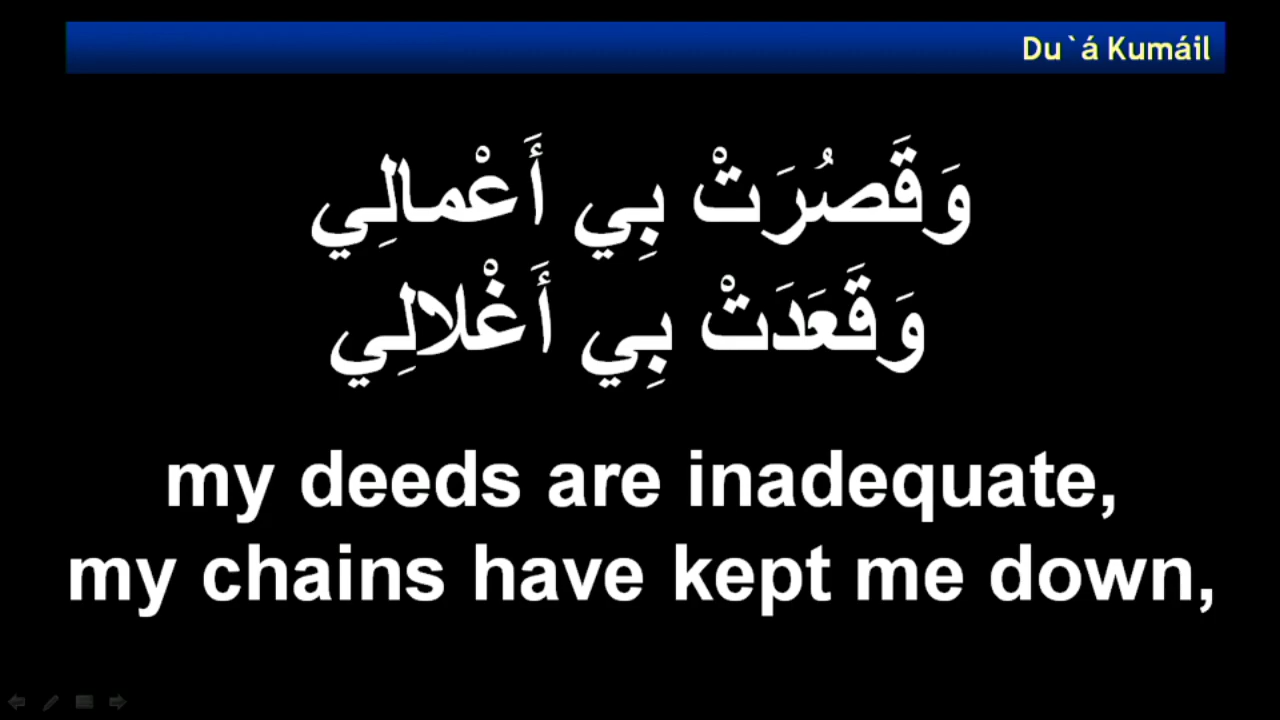 Du`á Kumáil
وَقَصُرَتْ بِي أَعْمالِي
وَقَعَدَتْ بِي أَغْلالِي
my deeds are inadequate,
my chains have kept me down,